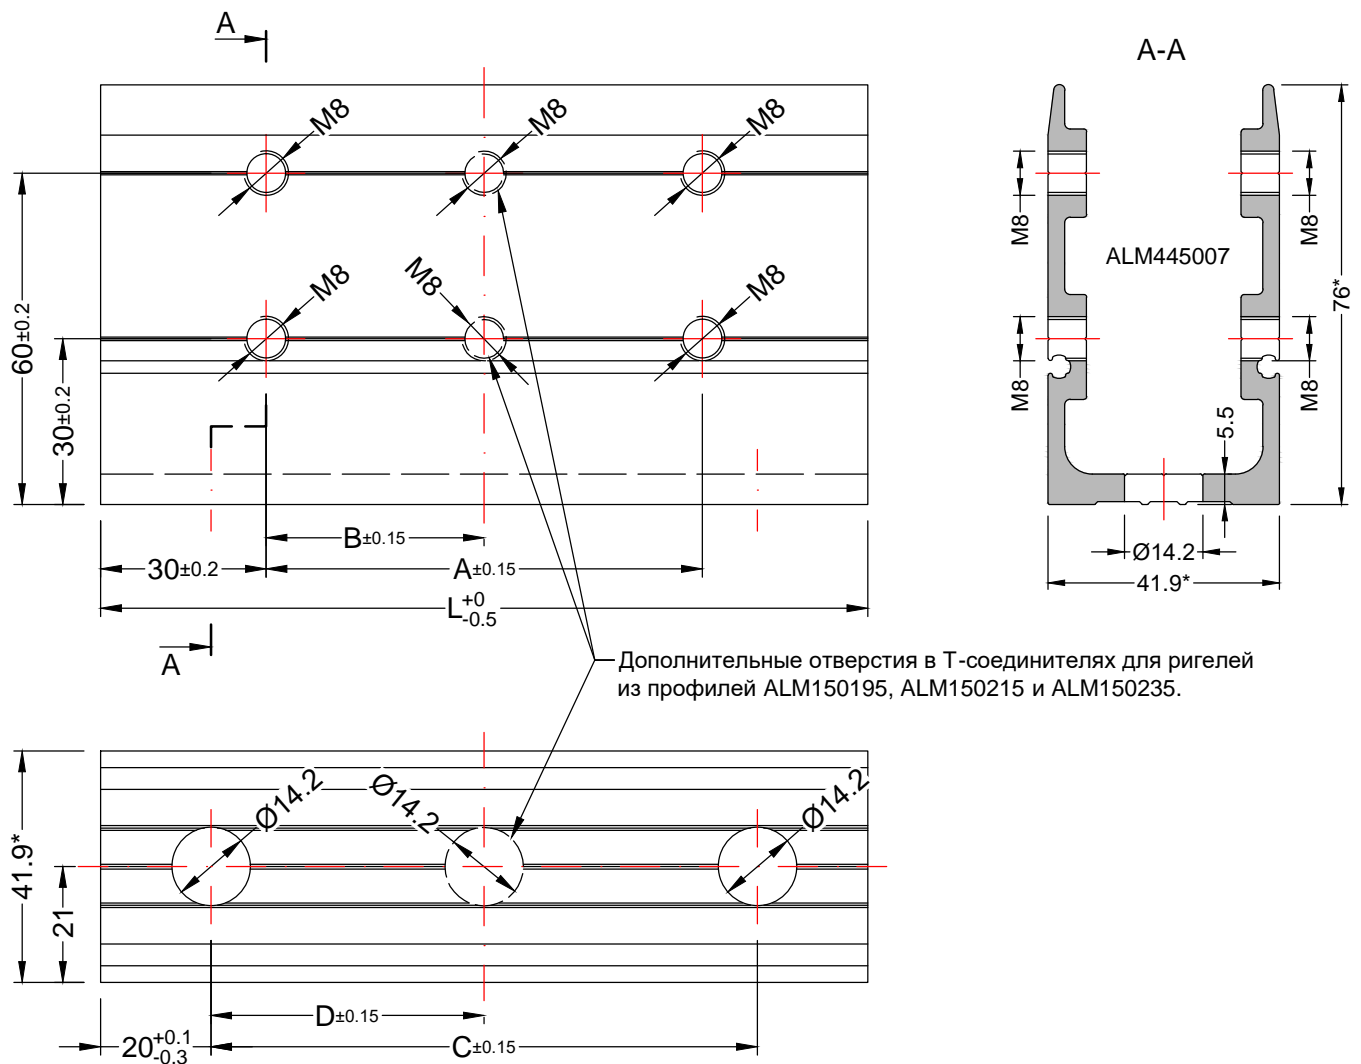 A
A-A
M8
M8
M8
M8
M8
ALM445007
76*
60±0.2
M8
M8
M8
30±0.2
M8
M8
5.5
B±0.15
30±0.2
A±0.15
Ø14.2
41.9*
L +0 -0.5
A
Дополнительные отверстия в Т-соединителях для ригелей
из профилей ALM150195, ALM150215 и ALM150235.
Ø14.2
Ø14.2
Ø14.2
41.9*
21
D±0.15
20 +0.1 -0.3
C±0.15